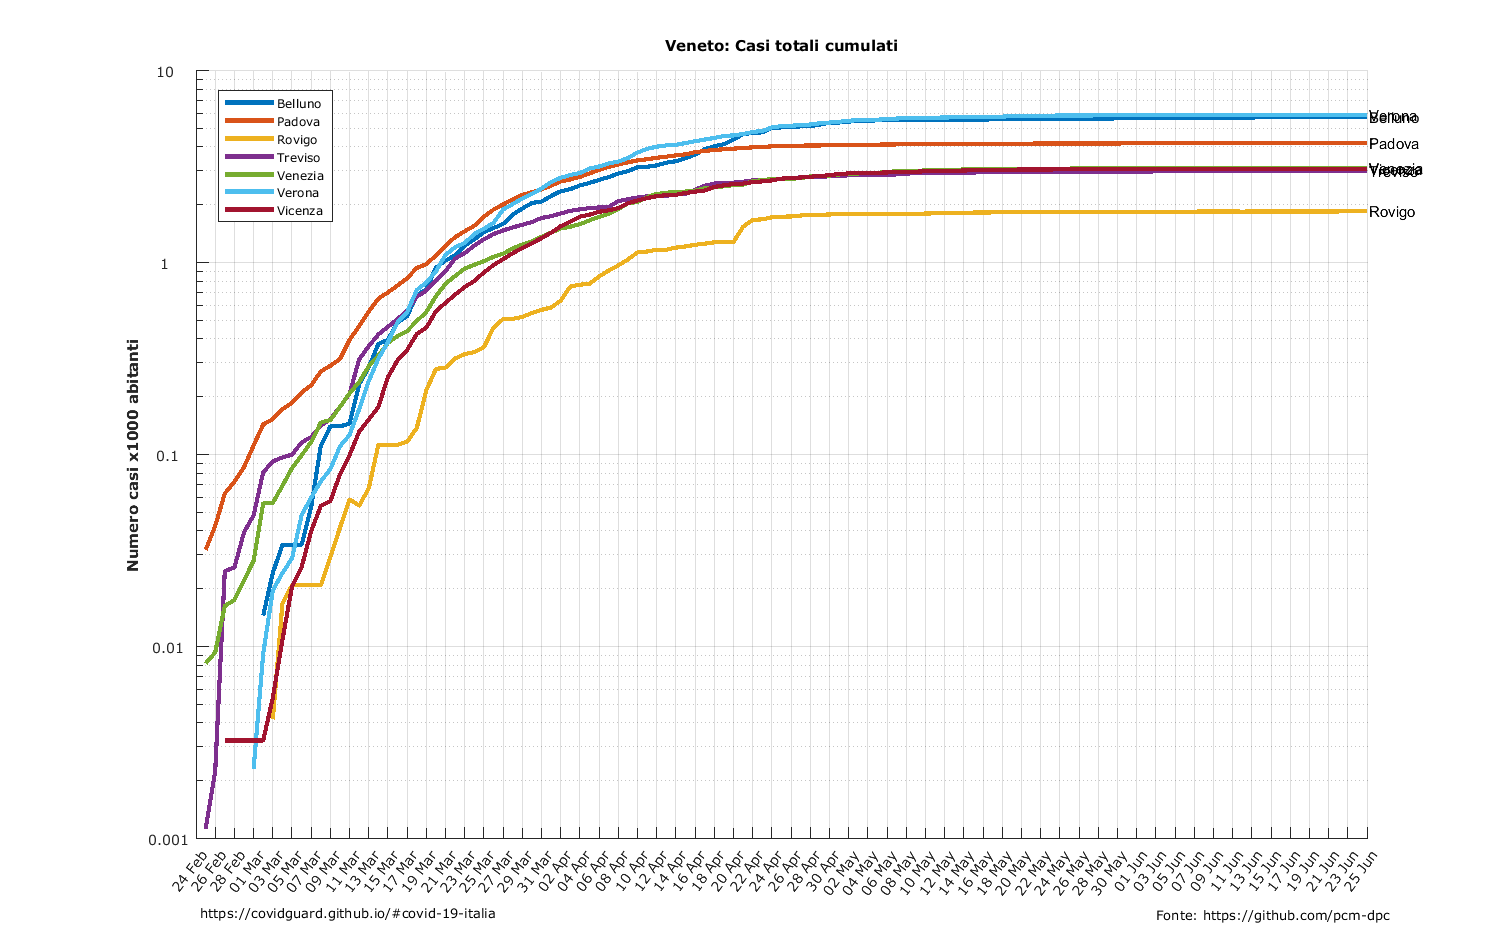 Veneto: Casi totali cumulati
Numero casi x1000 abitanti
10
1
0.1
0.01
0.001
Belluno
Padova
Rovigo
Treviso
Venezia
Verona
Vicenza
Verona
Belluno
Padova
Venezia
Vicenza
Treviso
Rovigo
24 Feb
26 Feb
28 Feb
01 Mar
03 Mar
05 Mar
07 Mar
09 Mar
11 Mar
13 Mar
15 Mar
17 Mar
19 Mar
21 Mar
23 Mar
25 Mar
27 Mar
29 Mar
31 Mar
02 Apr
04 Apr
06 Apr
08 Apr
10 Apr
12 Apr
14 Apr
16 Apr
18 Apr
20 Apr
22 Apr
24 Apr
26 Apr
28 Apr
30 Apr
02 May
04 May
06 May
08 May
10 May
12 May
14 May
16 May
18 May
20 May
22 May
24 May
26 May
28 May
30 May
01 Jun
03 Jun
05 Jun
07 Jun
09 Jun
11 Jun
13 Jun
15 Jun
17 Jun
19 Jun
21 Jun
23 Jun
25 Jun
https://covidguard.github.io/#covid-19-italia
Fonte: https://github.com/pcm-dpc